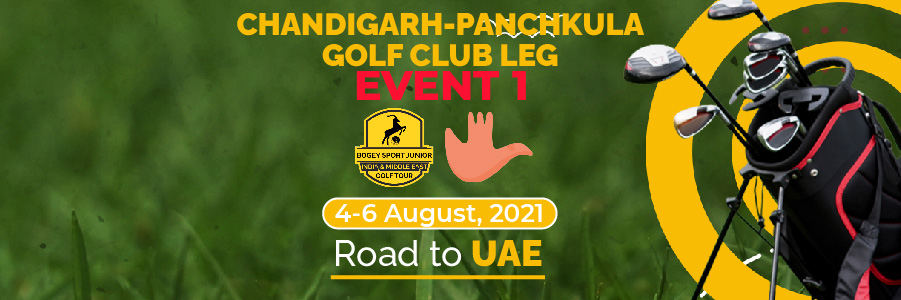 CHANDIGARH-PANCHKULA
GOLF CLUB LEG
EVENT 1
BOGEY SPORT JUNIOR
INDIA & MIDDLE EAST
GOLF TOUR
4-6 August, 2021
Road to UAE